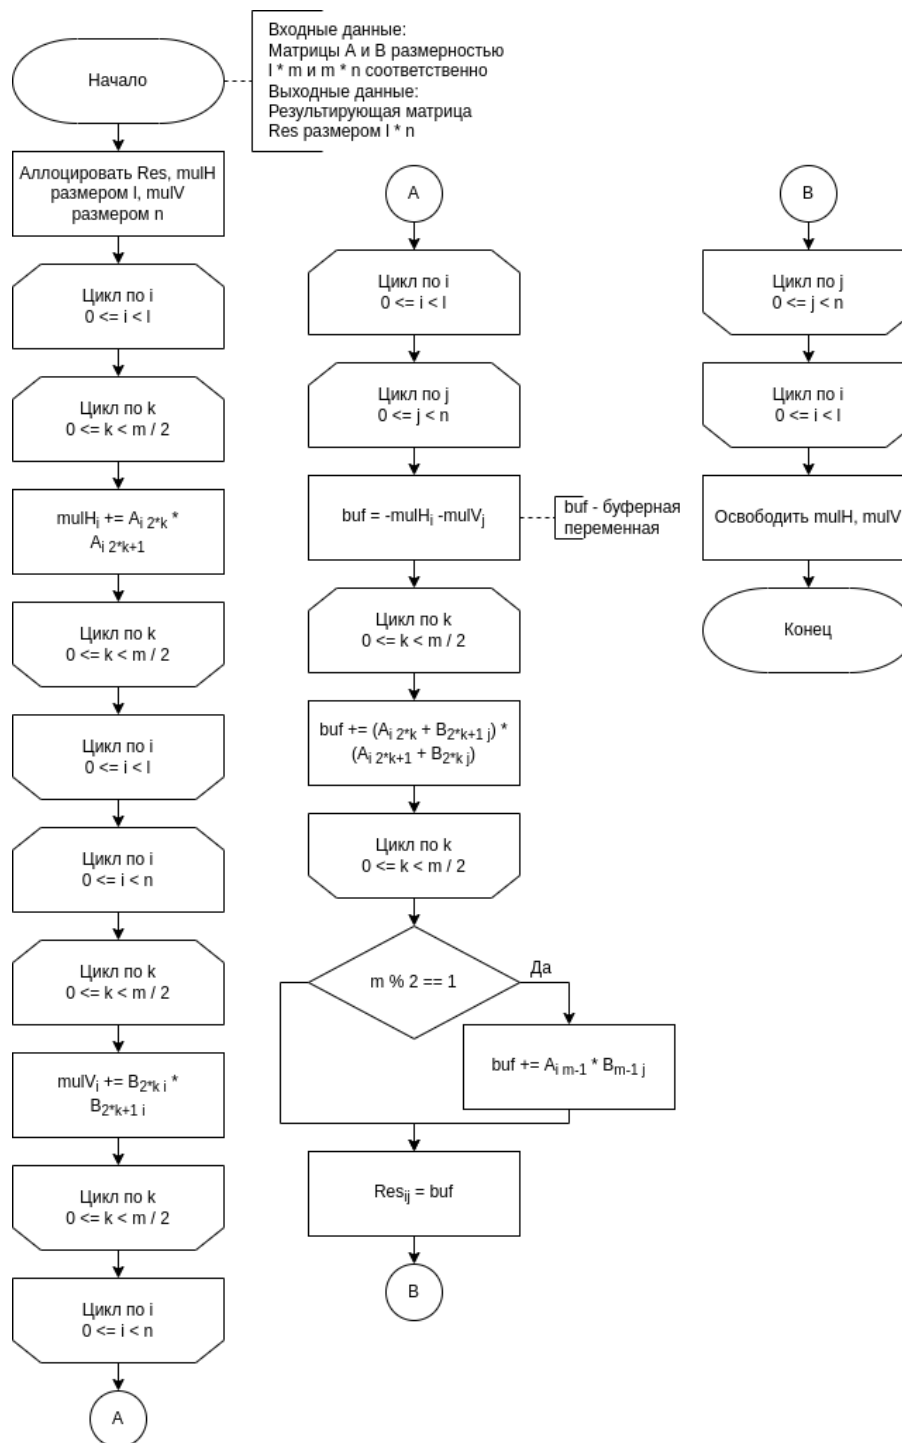 Начало
Входные данные:
Матрицы A и B размерностью
l * m и m * n соответственно
Выходные данные:
Результирующая матрица
Res размером l * n
Аллоцировать Res, mulH
размером l, mulV
размером n
Цикл по i
0 <= i < l
Цикл по k
0 <= k < m / 2
mulHi += Ai 2*k *
Ai 2*k+1
Цикл по k
0 <= k < m / 2
Цикл по i
0 <= i < l
Цикл по i
0 <= i < n
Цикл по k
0 <= k < m / 2
mulVi += B2*k i *
B2*k+1 i
Цикл по k
0 <= k < m / 2
Цикл по i
0 <= i < n
A
A
Цикл по i
0 <= i < l
Цикл по j
0 <= j < n
buf = -mulHi -mulVj
buf - буферная
переменная
Цикл по k
0 <= k < m / 2
buf += (Ai 2*k + B2*k+1 j) *
(Ai 2*k+1 + B2*k j)
Цикл по k
0 <= k < m / 2
m % 2 == 1
Да
buf += Ai m-1 * Bm-1 j
Resij = buf
B
B
Цикл по j
0 <= j < n
Цикл по i
0 <= i < l
Освободить mulH, mulV
Конец